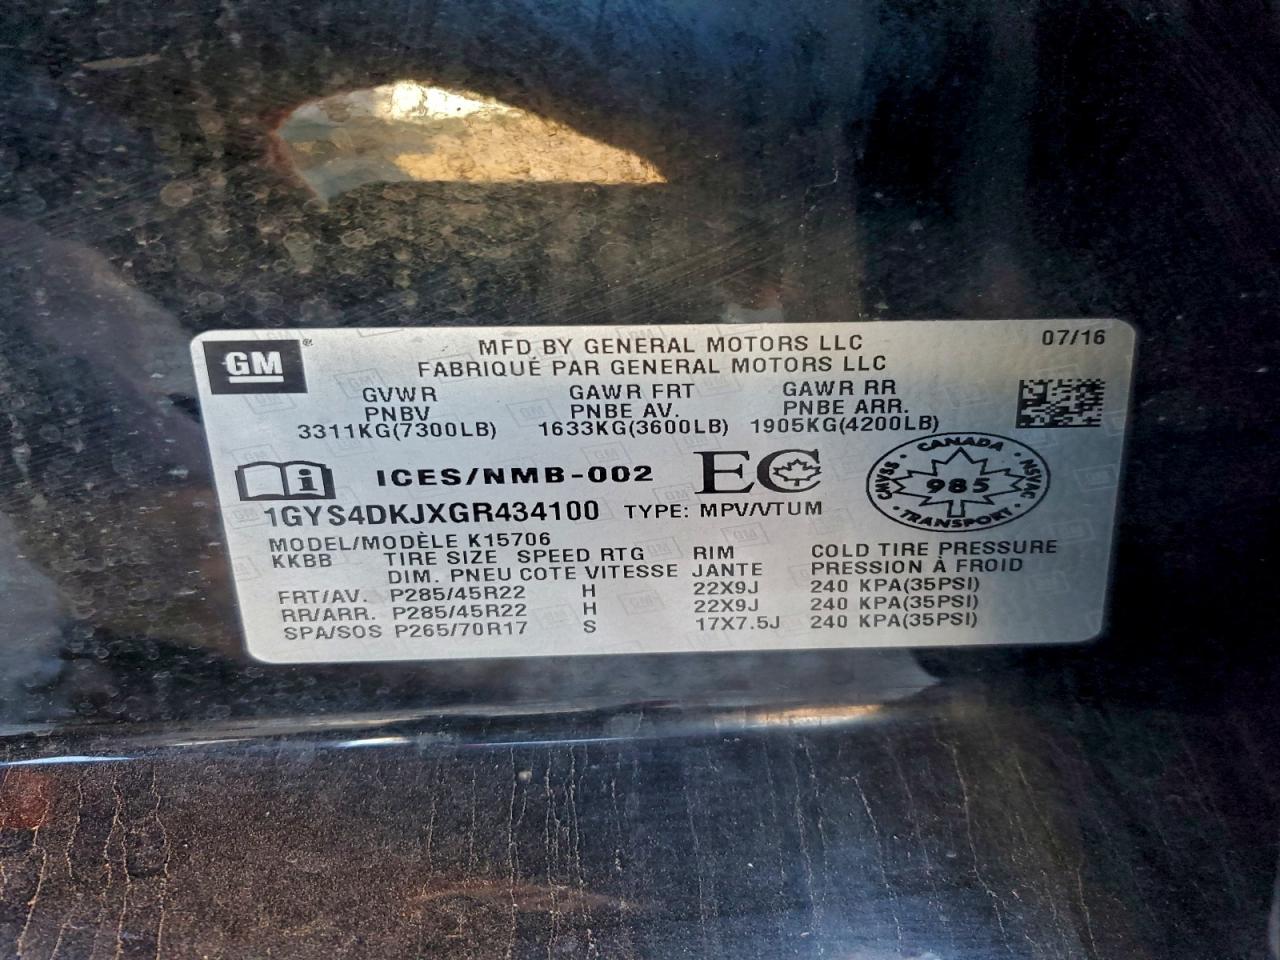 GM
MFD BY GENERAL MOTORS LLC
07/16
FABRIQUÉ PAR GENERAL MOTORS LLC
GVWR GAWR FRT GAWR RR
PNBV PNBE AV. PNBE ARR.
3311KG(7300LB) 1633KG(3600LB) 1905KG(4200LB)
ICES/NMB-002 EC
CANADA
CMVSS 985 NSVAC
TRANSPORT
1GYS4DKJXGR434100 TYPE: MPV/VTUM
MODEL/MODÈLE K15706
KKBB TIRE SIZE SPEED RTG RIM COLD TIRE PRESSURE
DIM. PNEU COTE VITESSE JANTE PRESSION À FROID
FRT/AV. P285/45R22 H 22X9J 240 KPA(35PSI)
RR/ARR. P285/45R22 H 22X9J 240 KPA(35PSI)
SPA/SOS P265/70R17 S 17X7.5J 240 KPA(35PSI)